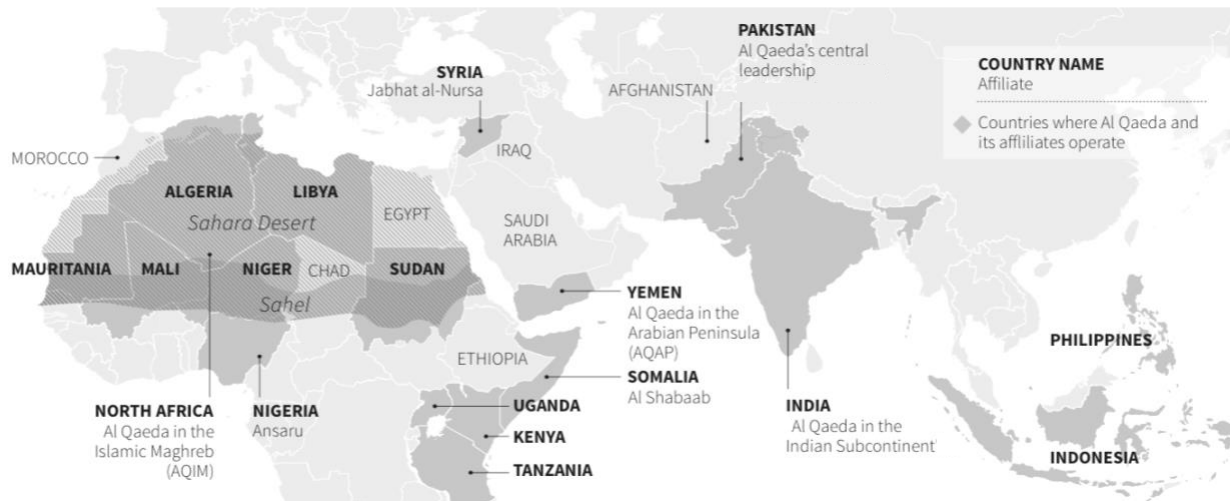 PAKISTAN
Al Qaeda's central
leadership
COUNTRY NAME
Affiliate
Countries where Al Qaeda and
its affliliates operate
SYRIA
Jabhat al-Nursa
AFGHANISTAN
MOROCCO
IRAQ
ALGERIA
LIBYA
Sahara Desert
EGYPT
SAUDI
ARABIA
MAURITANIA
MALI
NIGER
CHAD
SUDAN
Sahel
YEMEN
Al Qaeda in the
Arabian Peninsula
(AQAP)
PHILIPPINES
ETHIOPIA
SOMALIA
Al Shabaab
NORTH AFRICA
Al Qaeda in the
Islamic Maghreb
(AQIM)
NIGERIA
Ansaru
UGANDA
KENYA
TANZANIA
INDIA
Al Qaeda in the
Indian Subcontinent
INDONESIA